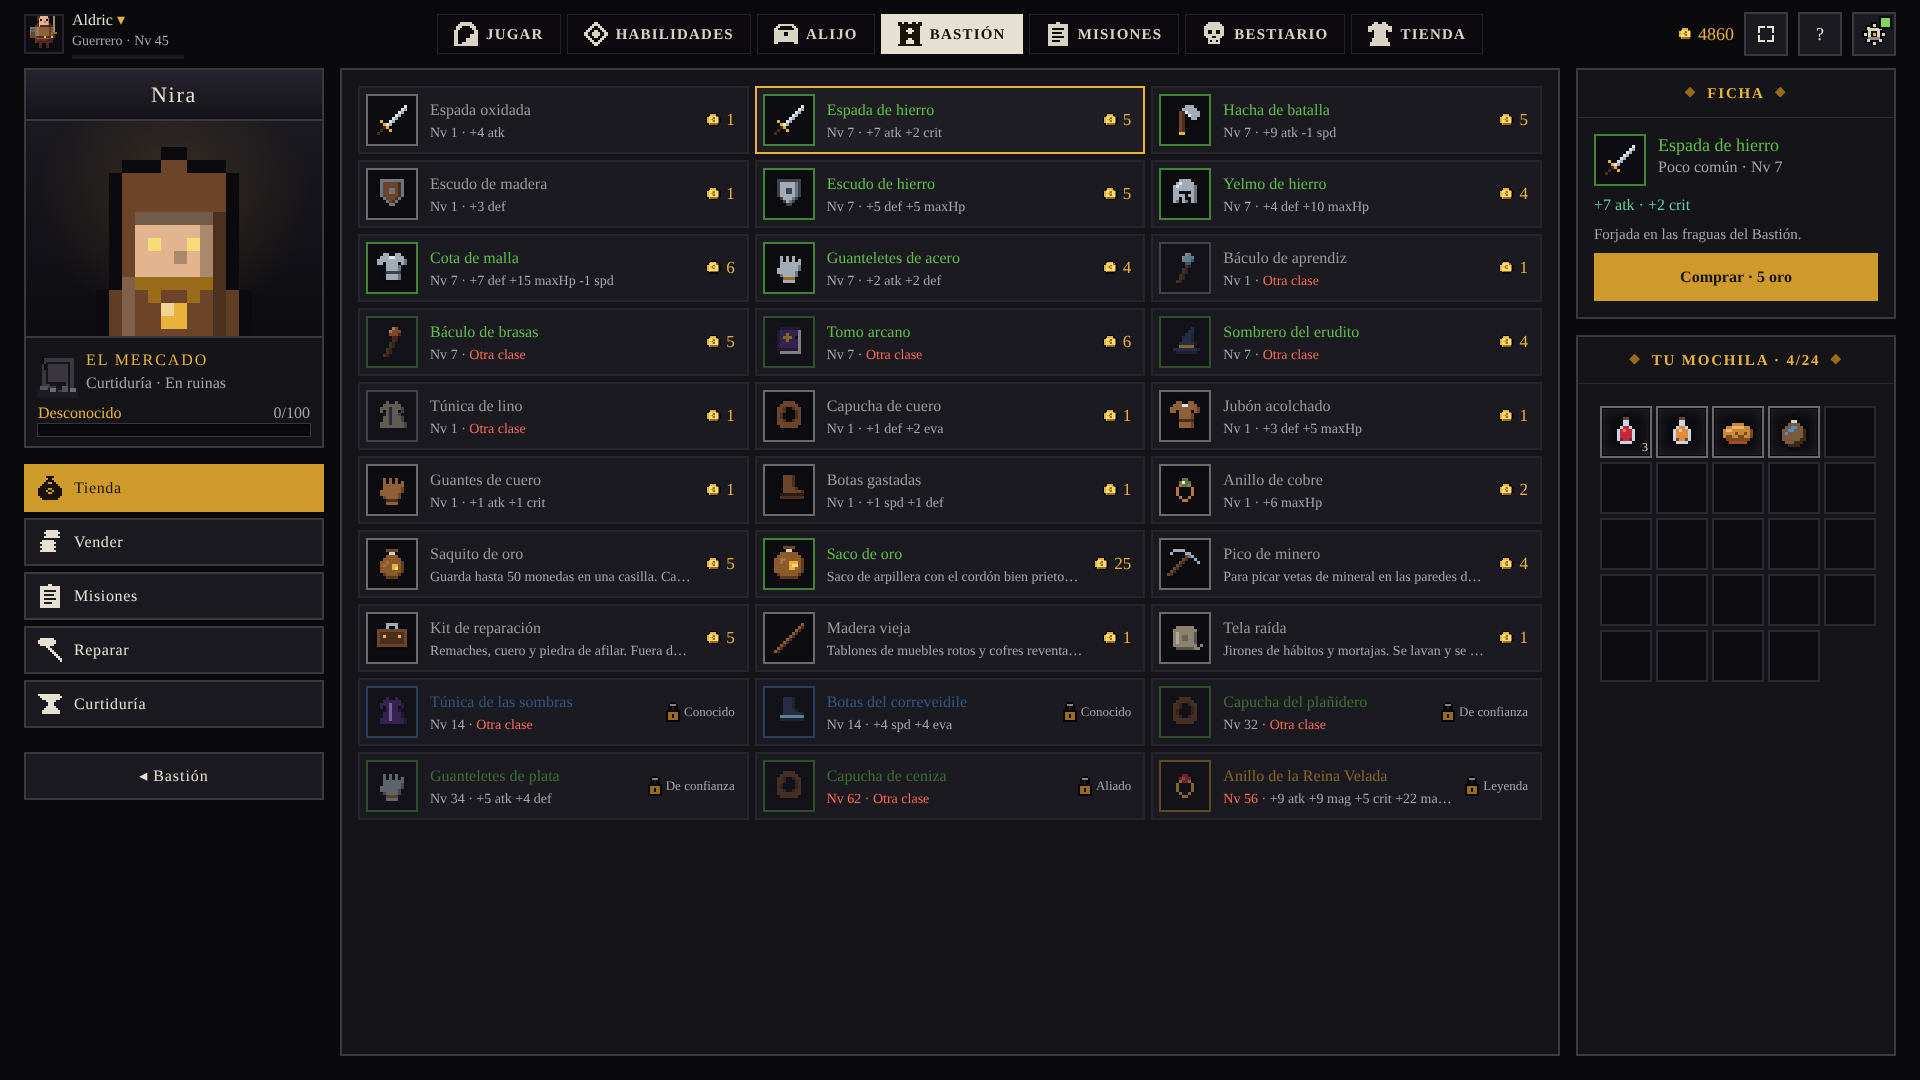 Aldric ▾
Guerrero · Nv 45
JUGAR
HABILIDADES
ALIJO
BASTIÓN
MISIONES
BESTIARIO
TIENDA
4860
?
Nira
EL MERCADO
Curtiduría · En ruinas
Desconocido 0/100
Tienda
Vender
Misiones
Reparar
Curtiduría
◂ Bastión
Espada oxidada
Nv 1 · +4 atk
1
Espada de hierro
Nv 7 · +7 atk +2 crit
5
Hacha de batalla
Nv 7 · +9 atk -1 spd
5
Escudo de madera
Nv 1 · +3 def
1
Escudo de hierro
Nv 7 · +5 def +5 maxHp
5
Yelmo de hierro
Nv 7 · +4 def +10 maxHp
4
Cota de malla
Nv 7 · +7 def +15 maxHp -1 spd
6
Guanteletes de acero
Nv 7 · +2 atk +2 def
4
Báculo de aprendiz
Nv 1 · Otra clase
1
Báculo de brasas
Nv 7 · Otra clase
5
Tomo arcano
Nv 7 · Otra clase
6
Sombrero del erudito
Nv 7 · Otra clase
4
Túnica de lino
Nv 1 · Otra clase
1
Capucha de cuero
Nv 1 · +1 def +2 eva
1
Jubón acolchado
Nv 1 · +3 def +5 maxHp
1
Guantes de cuero
Nv 1 · +1 atk +1 crit
1
Botas gastadas
Nv 1 · +1 spd +1 def
1
Anillo de cobre
Nv 1 · +6 maxHp
2
Saquito de oro
Guarda hasta 50 monedas en una casilla. Ca…
5
Saco de oro
Saco de arpillera con el cordón bien prieto…
25
Pico de minero
Para picar vetas de mineral en las paredes d…
4
Kit de reparación
Remaches, cuero y piedra de afilar. Fuera d…
5
Madera vieja
Tablones de muebles rotos y cofres reventa…
1
Tela raída
Jirones de hábitos y mortajas. Se lavan y se …
1
Túnica de las sombras
Nv 14 · Otra clase
Conocido
Botas del correveidile
Nv 14 · +4 spd +4 eva
Conocido
Capucha del plañidero
Nv 32 · Otra clase
De confianza
Guanteletes de plata
Nv 34 · +5 atk +4 def
De confianza
Capucha de ceniza
Nv 62 · Otra clase
Aliado
Anillo de la Reina Velada
Nv 56 · +9 atk +9 mag +5 crit +22 ma…
Leyenda
FICHA
Espada de hierro
Poco común · Nv 7
+7 atk · +2 crit
Forjada en las fraguas del Bastión.
Comprar · 5 oro
TU MOCHILA · 4/24
3